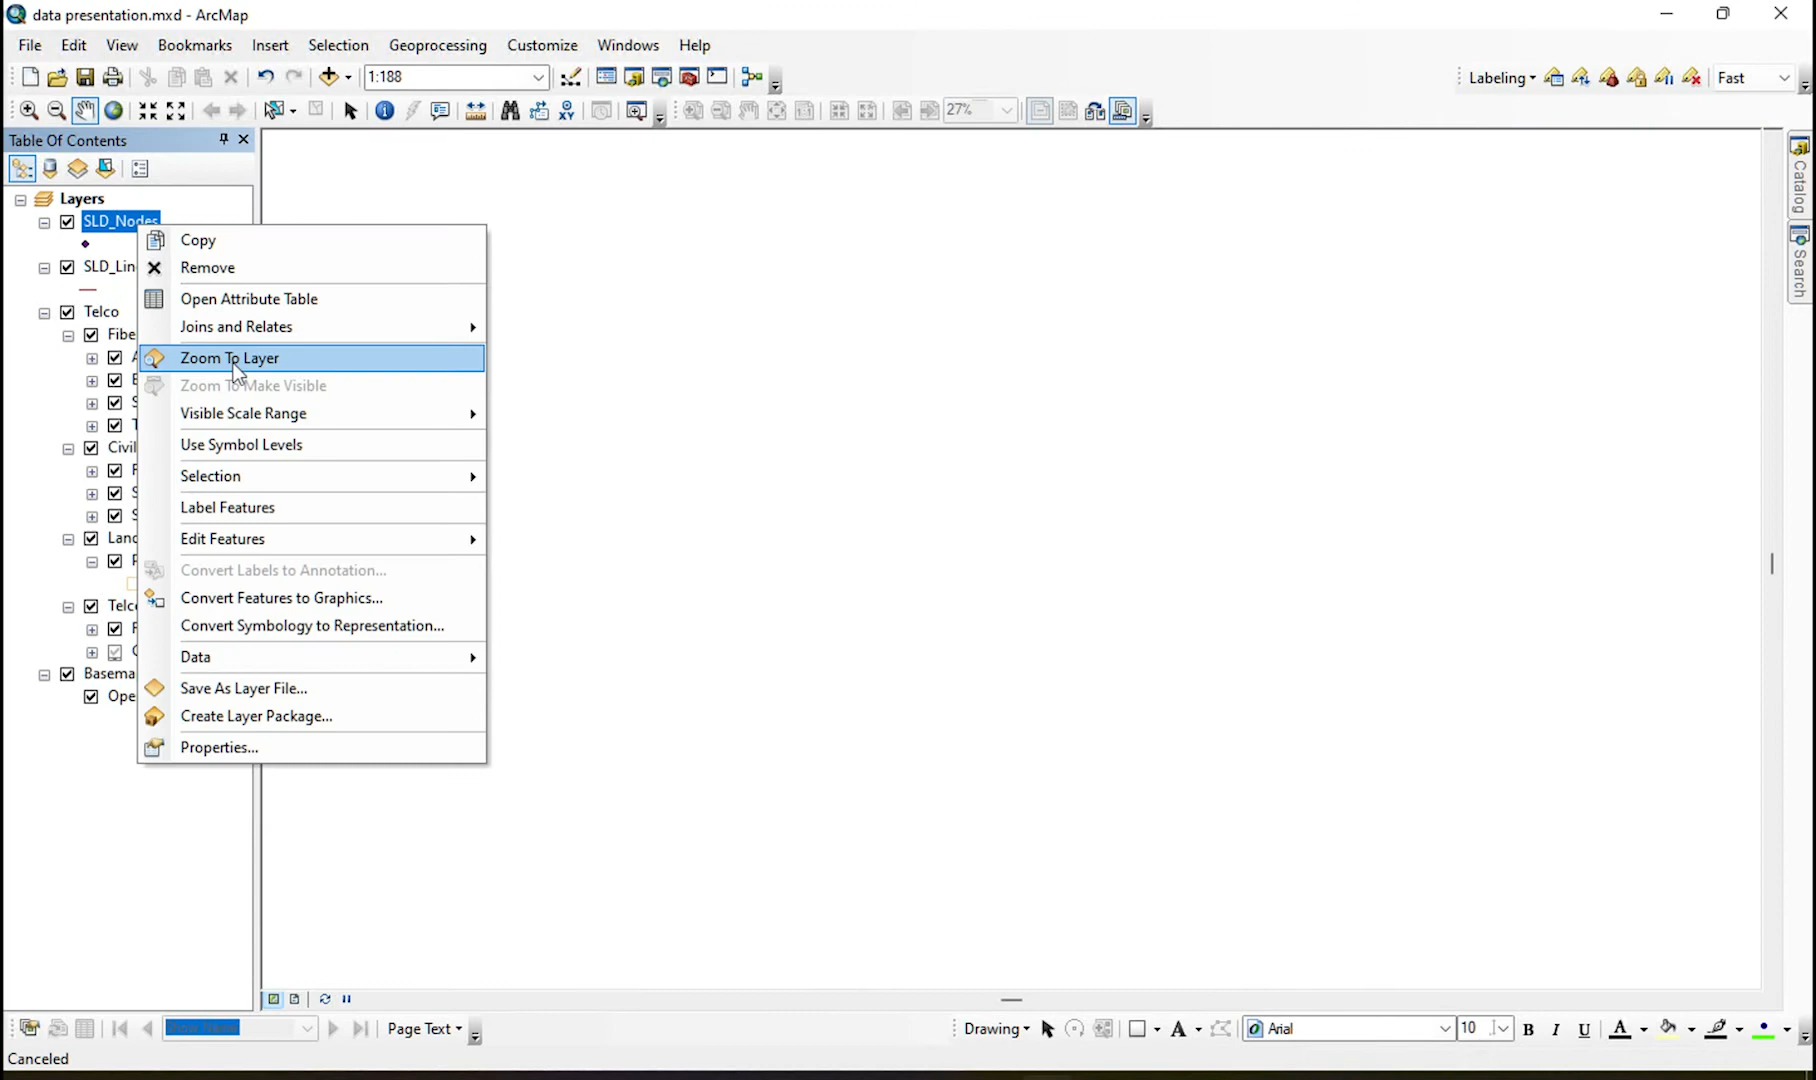 data presentation.mxd - ArcMap
File Edit View Bookmarks Insert Selection Geoprocessing Customize Windows Help
1:188
Labeling Fast
27%
Table Of Contents
Layers
SLD_Nodes
SLD_Lin
Telco
Fibe
Civil
Land
Telc
Basema
Ope
Copy
Remove
Open Attribute Table
Joins and Relates
Zoom To Layer
Zoom To Make Visible
Visible Scale Range
Use Symbol Levels
Selection
Label Features
Edit Features
Convert Labels to Annotation...
Convert Features to Graphics...
Convert Symbology to Representation...
Data
Save As Layer File...
Create Layer Package...
Properties...
Catalog
Search
Page Text
Drawing A Arial 10 B I U A
Canceled